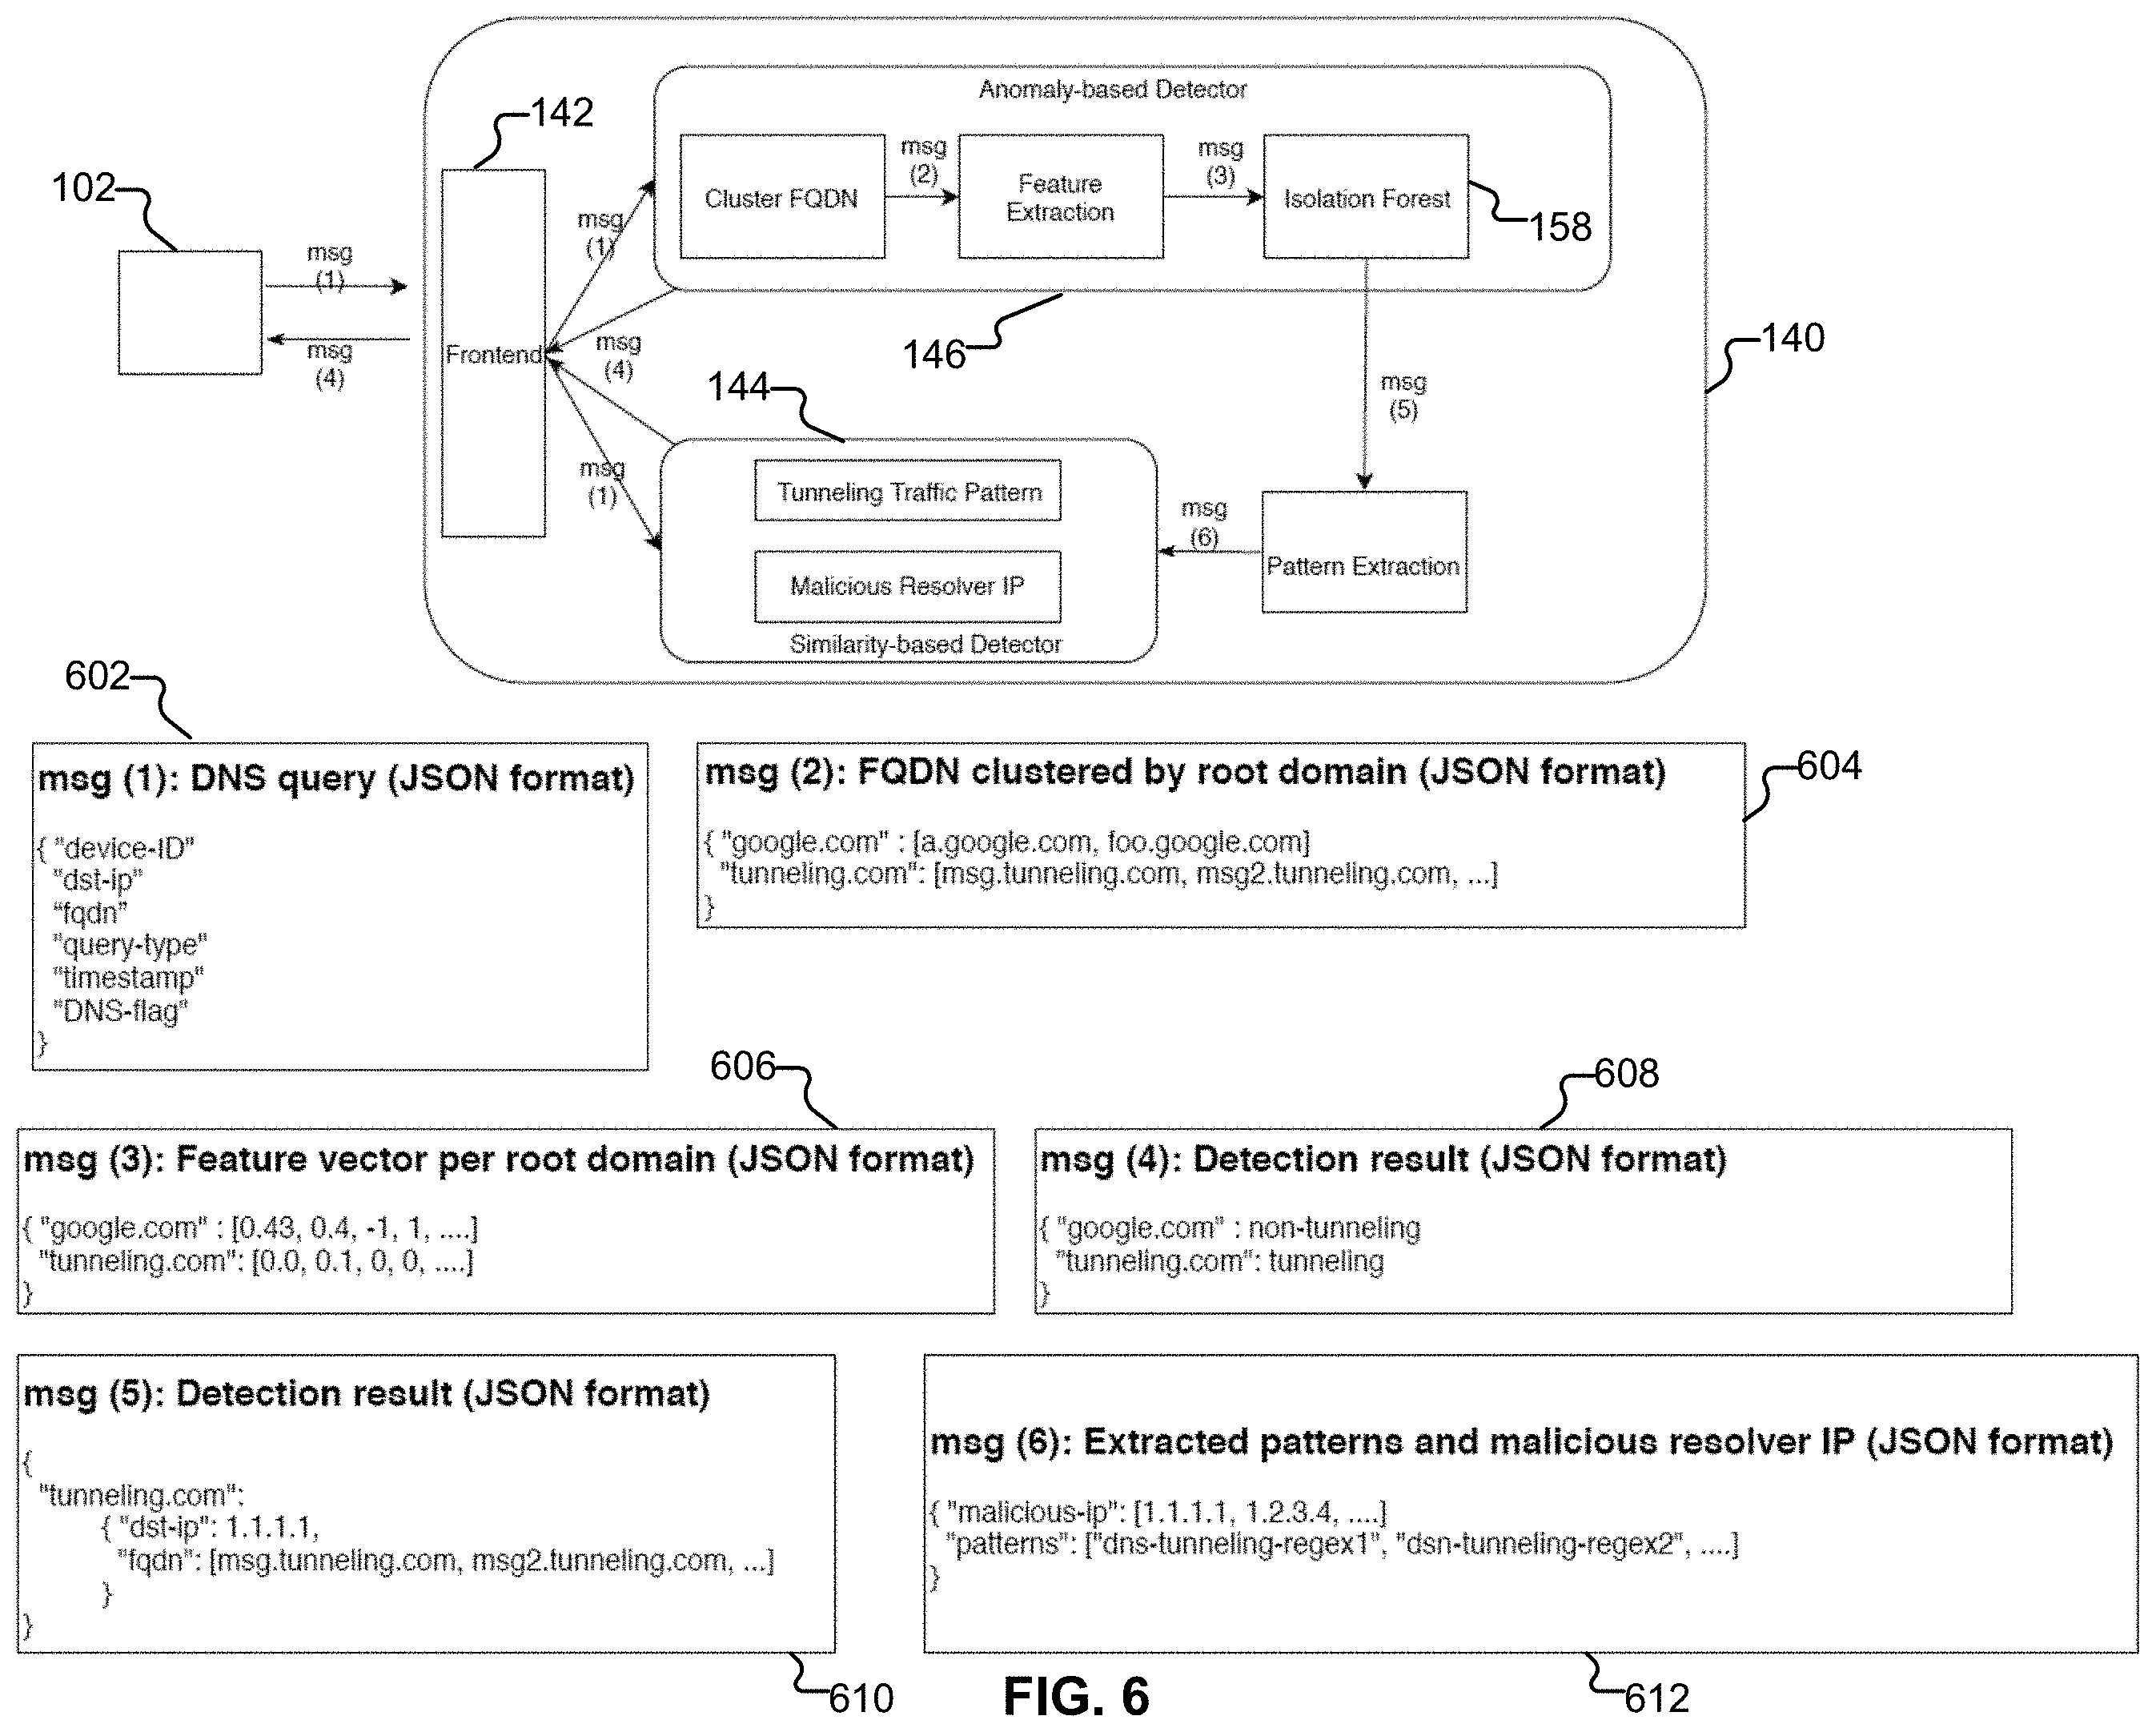 Anomaly-based Detector
142
msg
(2)
msg
(3)
Cluster FQDN
Feature
Extraction
Isolation Forest
158
102
msg
(1)
msg
(1)
msg
(4)
Frontend
msg
(4)
146
140
144
msg
(5)
msg
(1)
Tunneling Traffic Pattern
msg
(6)
Malicious Resolver IP
Pattern Extraction
Similarity-based Detector
602
msg (1): DNS query (JSON format)
{ "device-ID"
"dst-ip"
"fqdn"
"query-type"
"timestamp"
"DNS-flag"
}
604
msg (2): FQDN clustered by root domain (JSON format)
{ "google.com" : [a.google.com, foo.google.com]
"tunneling.com": [msg.tunneling.com, msg2.tunneling.com, ...]
}
606
msg (3): Feature vector per root domain (JSON format)
{ "google.com" : [0.43, 0.4, -1, 1, ....]
"tunneling.com": [0.0, 0.1, 0, 0, ....]
}
608
msg (4): Detection result (JSON format)
{ "google.com" : non-tunneling
"tunneling.com": tunneling
}
msg (5): Detection result (JSON format)
{
"tunneling.com":
{ "dst-ip": 1.1.1.1,
"fqdn": [msg.tunneling.com, msg2.tunneling.com, ...]
}
}
610
msg (6): Extracted patterns and malicious resolver IP (JSON format)
{ "malicious-ip": [1.1.1.1, 1.2.3.4, ....]
"patterns": ["dns-tunneling-regex1", "dsn-tunneling-regex2", ....]
}
612
FIG. 6